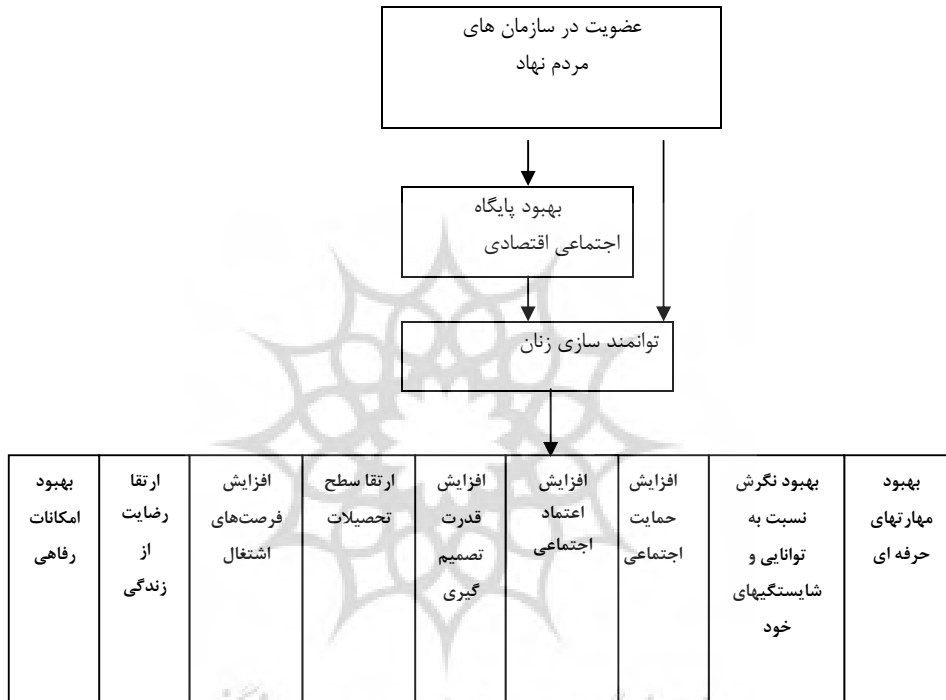 عضویت در سازمان های
مردم نهاد
بهبود پایگاه
اجتماعی اقتصادی
توانمند سازی زنان
بهبود
مهارتهای
حرفه ای
بهبود نگرش
نسبت به
توانایی و
شایستگیهای
خود
افزایش
حمایت
اجتماعی
افزایش
اعتماد
اجتماعی
افزایش
قدرت
تصمیم
گیری
ارتقا سطح
تحصیلات
افزایش
فرصت‌های
اشتغال
ارتقا
رضایت
از
زندگی
بهبود
امکانات
رفاهی